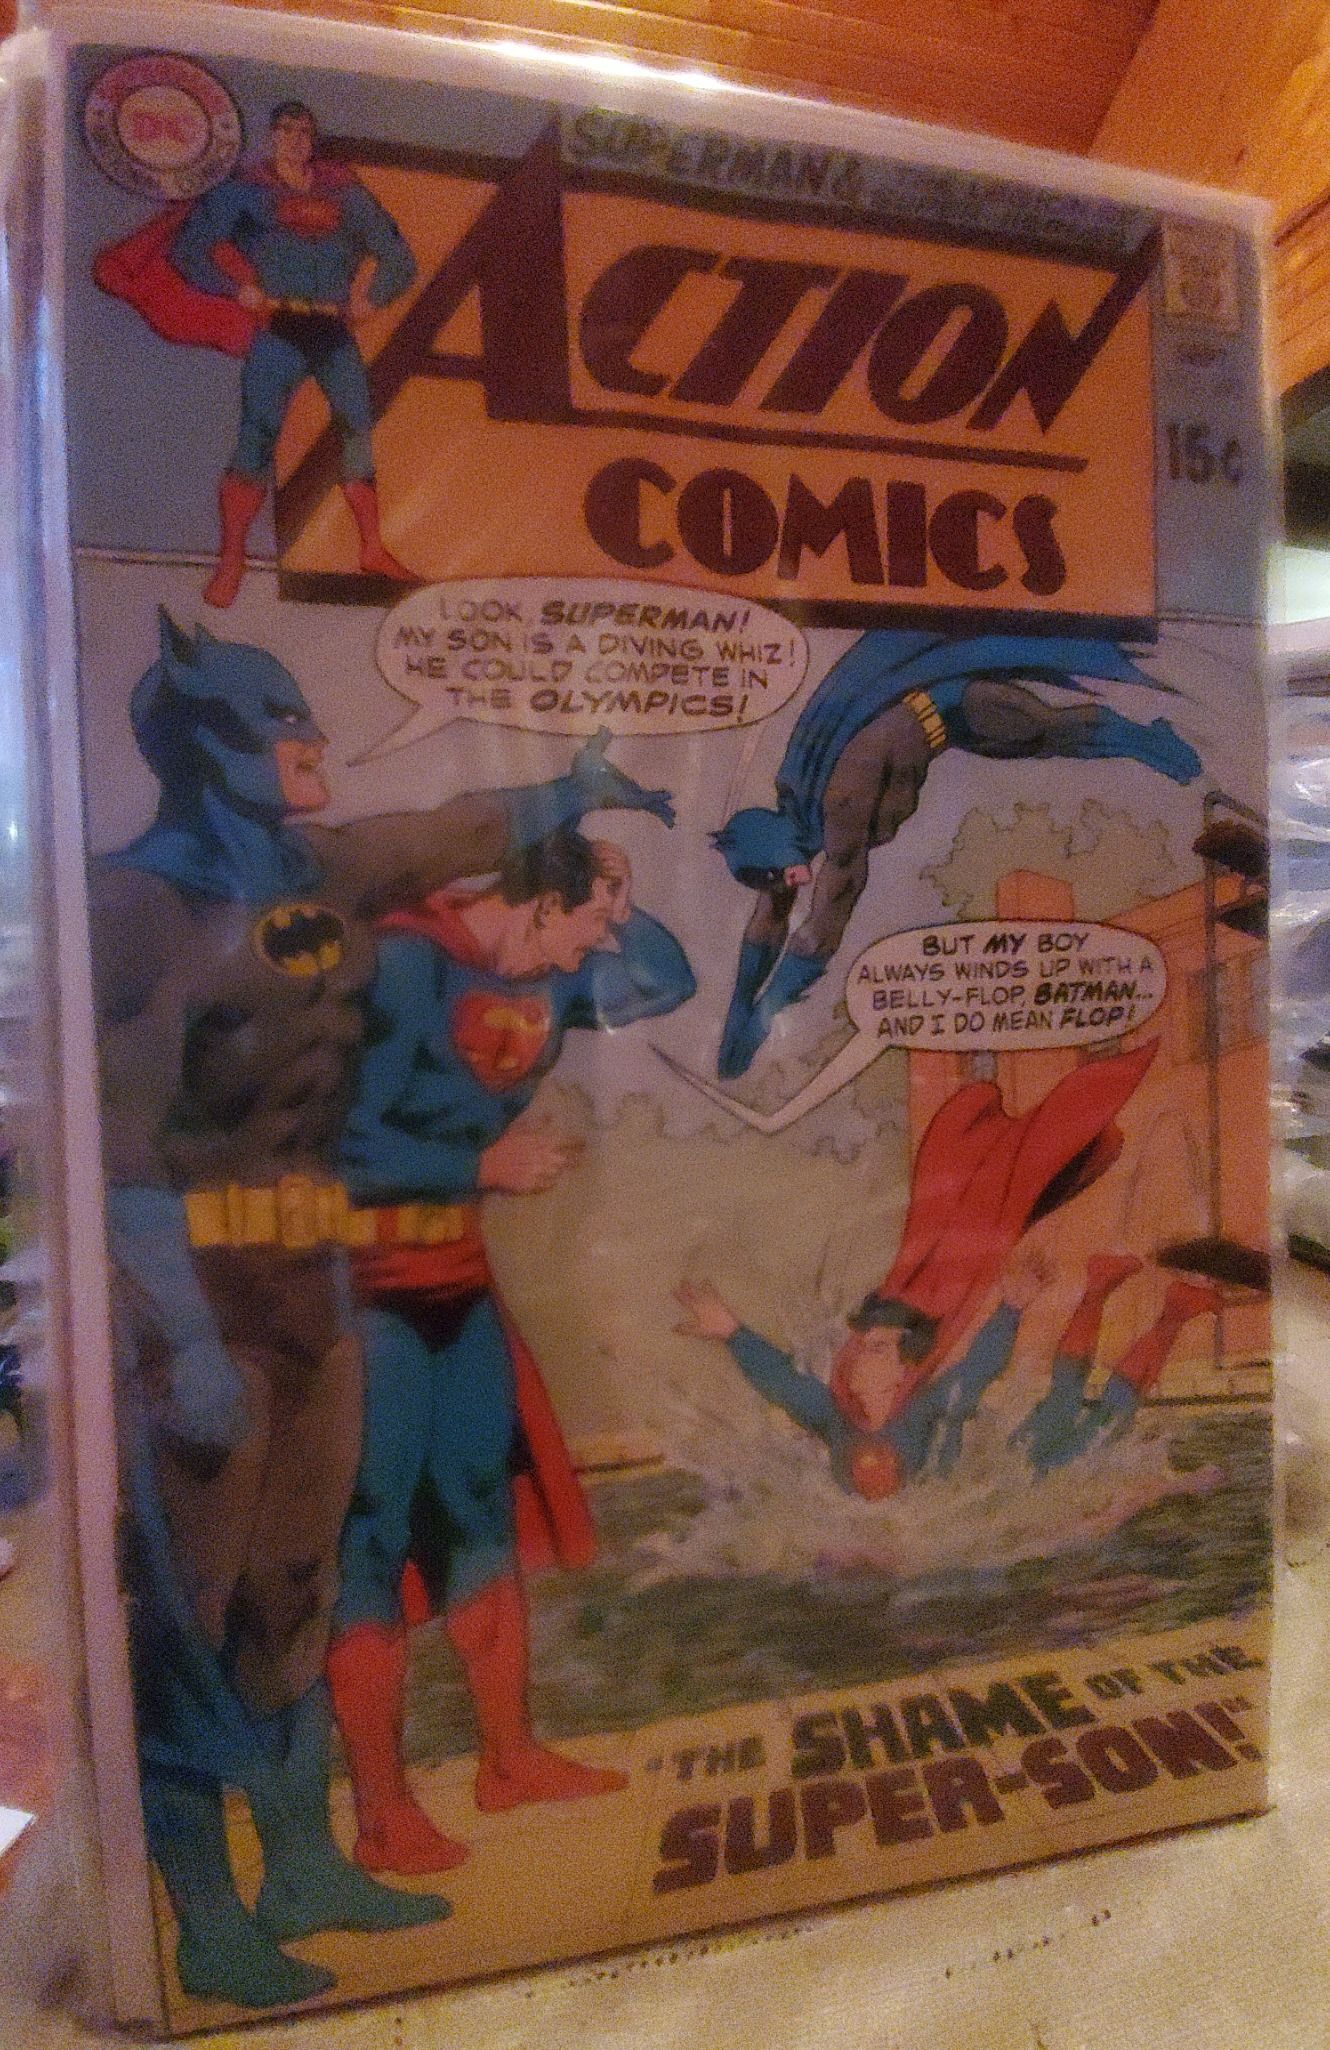 DC
SUPERMAN &
ACTION
COMICS
15¢
LOOK SUPERMAN!
MY SON IS A DIVING WHIZ!
HE COULD COMPETE IN
THE OLYMPICS!
BUT MY BOY
ALWAYS WINDS UP WITH A
BELLY-FLOP, BATMAN...
AND I DO MEAN FLOP!
"THE SHAME OF THE
SUPER-SON!"